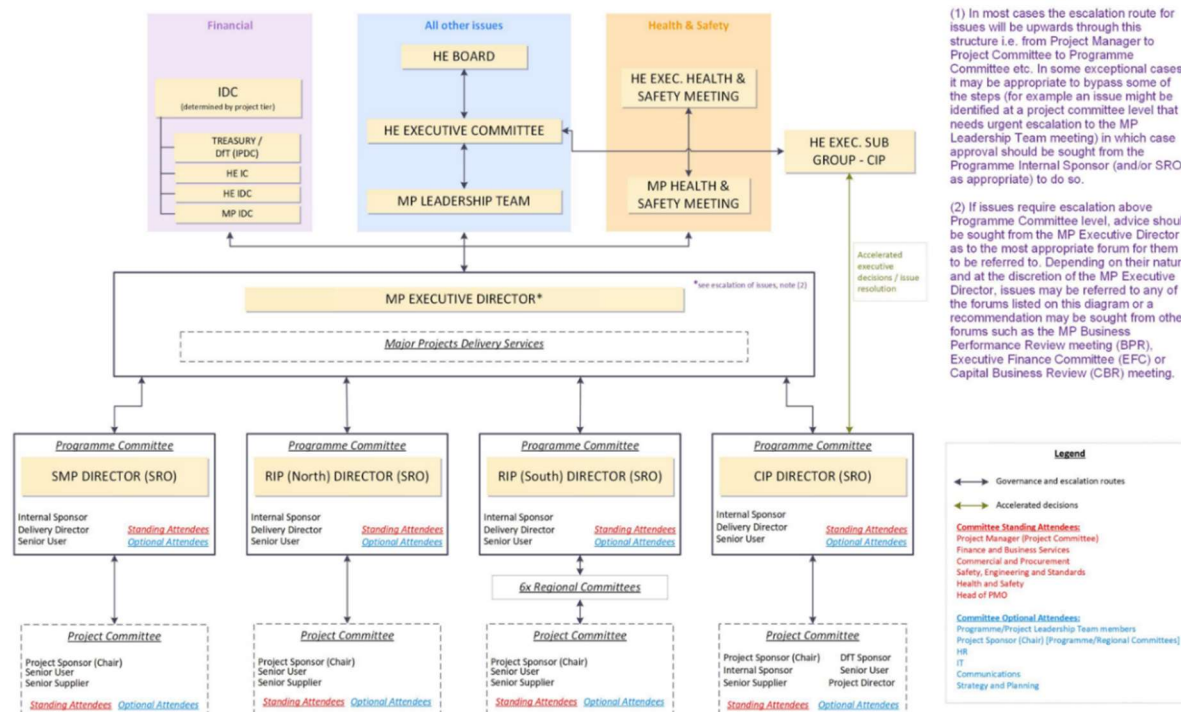 Financial
All other issues
Health & Safety
IDC
(determined by project tier)
TREASURY /
DfT (IPDC)
HE IC
HE IDC
MP IDC
HE BOARD
HE EXECUTIVE COMMITTEE
MP LEADERSHIP TEAM
HE EXEC. HEALTH &
SAFETY MEETING
MP HEALTH &
SAFETY MEETING
HE EXEC. SUB
GROUP - CIP
Accelerated
executive
decisions / issue
resolution
(1) In most cases the escalation route for
issues will be upwards through this
structure i.e. from Project Manager to
Project Committee to Programme
Committee etc. In some exceptional cases
it may be appropriate to bypass some of
the steps (for example an issue might be
identified at a project committee level that
needs urgent escalation to the MP
Leadership Team meeting) in which case
approval should be sought from the
Programme Internal Sponsor (and/or SRO
as appropriate) to do so.
(2) If issues require escalation above
Programme Committee level, advice shoul
be sought from the MP Executive Director
as to the most appropriate forum for them
to be referred to. Depending on their natur
and at the discretion of the MP Executive
Director, issues may be referred to any of
the forums listed on this diagram or a
recommendation may be sought from othe
forums such as the MP Business
Performance Review meeting (BPR),
Executive Finance Committee (EFC) or
Capital Business Review (CBR) meeting.
MP EXECUTIVE DIRECTOR*
*see escalation of issues, note (2)
Major Projects Delivery Services
Programme Committee
SMP DIRECTOR (SRO)
Internal Sponsor
Delivery Director
Senior User
Standing Attendees
Optional Attendees
Programme Committee
RIP (North) DIRECTOR (SRO)
Internal Sponsor
Delivery Director
Senior User
Standing Attendees
Optional Attendees
Programme Committee
RIP (South) DIRECTOR (SRO)
Internal Sponsor
Delivery Director
Senior User
Standing Attendees
Optional Attendees
Programme Committee
CIP DIRECTOR (SRO)
Internal Sponsor
Delivery Director
Senior User
Standing Attendees
Optional Attendees
6x Regional Committees
Project Committee
Project Sponsor (Chair)
Senior User
Senior Supplier
Standing Attendees Optional Attendees
Project Committee
Project Sponsor (Chair)
Senior User
Senior Supplier
Standing Attendees Optional Attendees
Project Committee
Project Sponsor (Chair)
Senior User
Senior Supplier
Standing Attendees Optional Attendees
Project Committee
Project Sponsor (Chair) DfT Sponsor
Internal Sponsor Senior User
Senior Supplier Project Director
Standing Attendees Optional Attendees
Legend
Governance and escalation routes
Accelerated decisions
Committee Standing Attendees:
Project Manager (Project Committee)
Finance and Business Services
Commercial and Procurement
Safety, Engineering and Standards
Health and Safety
Head of PMO
Committee Optional Attendees:
Programme/Project Leadership Team members
Project Sponsor (Chair) [Programme/Regional Committees]
HR
IT
Communications
Strategy and Planning